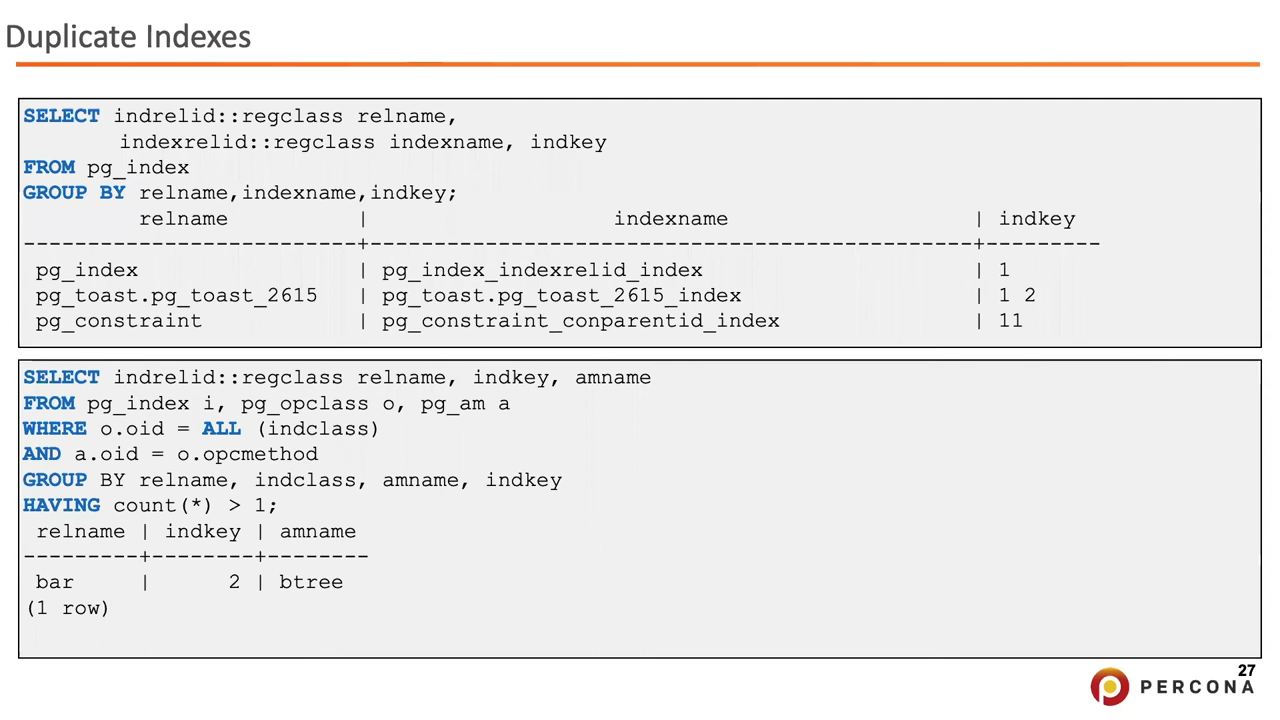 Duplicate Indexes
SELECT indrelid::regclass relname,
indexrelid::regclass indexname, indkey
FROM pg_index
GROUP BY relname,indexname,indkey;
relname | indexname | indkey
--------------------------+-----------------------------------------------+---------
pg_index | pg_index_indexrelid_index | 1
pg_toast.pg_toast_2615 | pg_toast.pg_toast_2615_index | 1 2
pg_constraint | pg_constraint_conparentid_index | 11
SELECT indrelid::regclass relname, indkey, amname
FROM pg_index i, pg_opclass o, pg_am a
WHERE o.oid = ALL (indclass)
AND a.oid = o.opcmethod
GROUP BY relname, indclass, amname, indkey
HAVING count(*) > 1;
relname | indkey | amname
---------+--------+--------
bar | 2 | btree
(1 row)
27
PERCONA